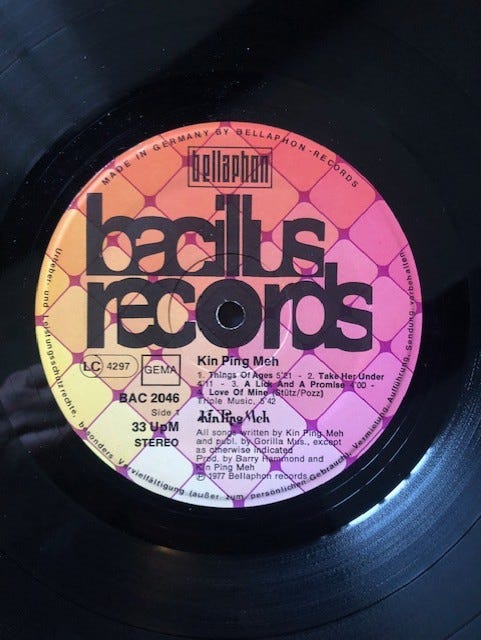 MADE IN GERMANY BY BELLAPHON-RECORDS
bellaphon
bacillus
records
LC 4297
GEMA
BAC 2046
Side 1
33 UpM
STEREO
Kin Ping Meh
1. Things Of Ages 5'21 - 2. Take Her Under
4'11 - 3. A Lick And A Promise 4'00 -
4. Love Of Mine (Stütz/Pozz)
Triple Music, 5'42
Kin Ping Meh
All songs written by Kin Ping Meh
and publ. by Gorilla Mus., except
as otherwise indicated
Prod. by Barry Hammond and
Kin Ping Meh
℗ 1977 Bellaphon records
Urheber- und Leistungsschutzrechte, besonders Vervielfältigung (außer zum persönlichen Gebrauch), Vermietung, Aufführung, Sendung vorbehalten